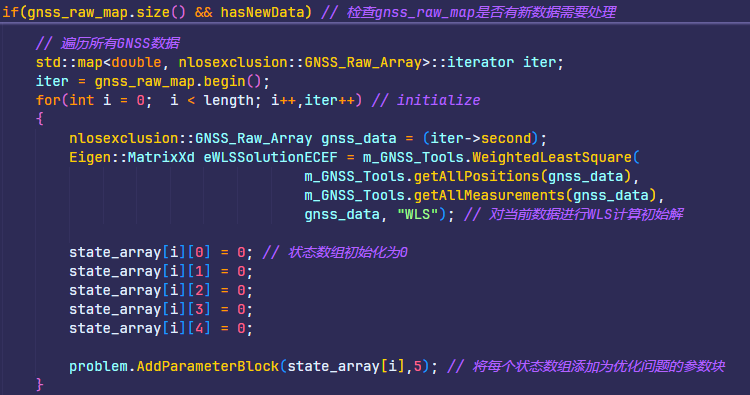 if(gnss_raw_map.size() && hasNewData) // 检查gnss_raw_map是否有新数据需要处理
// 遍历所有GNSS数据
std::map<double, nlosexclusion::GNSS_Raw_Array>::iterator iter;
iter = gnss_raw_map.begin();
for(int i = 0;  i < length; i++,iter++) // initialize
{
nlosexclusion::GNSS_Raw_Array gnss_data = (iter->second);
Eigen::MatrixXd eWLSSolutionECEF = m_GNSS_Tools.WeightedLeastSquare(
m_GNSS_Tools.getAllPositions(gnss_data),
m_GNSS_Tools.getAllMeasurements(gnss_data),
gnss_data, "WLS"); // 对当前数据进行WLS计算初始解
state_array[i][0] = 0; // 状态数组初始化为0
state_array[i][1] = 0;
state_array[i][2] = 0;
state_array[i][3] = 0;
state_array[i][4] = 0;
problem.AddParameterBlock(state_array[i],5); // 将每个状态数组添加为优化问题的参数块
}